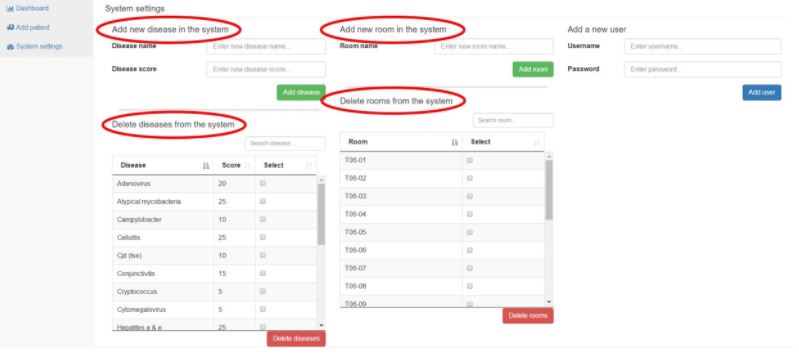 Dashboard
Add patient
System settings
System settings
Add new disease in the system
Disease name
Enter new disease name...
Disease score
Enter new disease score...
Add disease
Delete diseases from the system
Search disease...
Disease Score Select
Adenovirus 20
Atypical mycobacteria 25
Campylobacter 10
Cellulitis 25
Cjd (tse) 10
Conjunctivitis 15
Cryptococcus 5
Cytomegalovirus 5
Hepatites a & e 25
Delete diseases
Add new room in the system
Room name
Enter new room name...
Add room
Delete rooms from the system
Search room...
Room Select
T06-01
T06-02
T06-03
T06-04
T06-05
T06-06
T06-07
T06-08
T06-09
Delete rooms
Add a new user
Username
Enter username...
Password
Enter password...
Add user